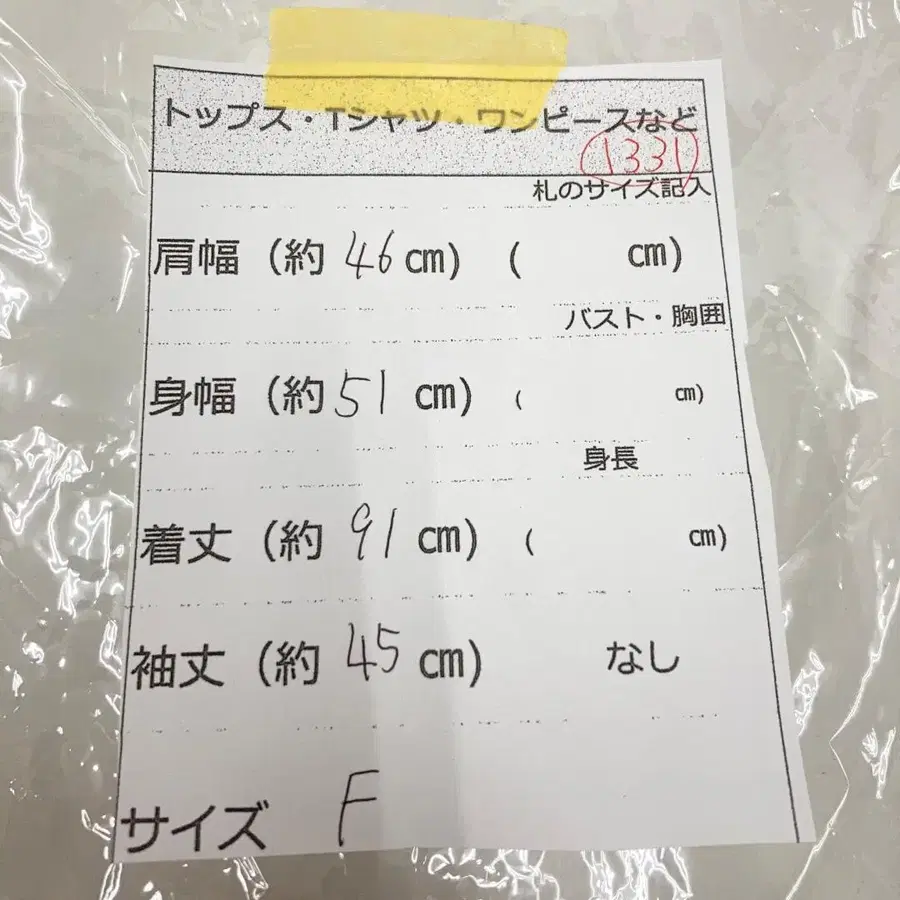 トップス・Tシャツ・ワンピースなど
1331
札のサイズ記入
肩幅（約 46 cm） （ cm）
バスト・胸囲
身幅（約 51 cm） （ cm）
身長
着丈（約 91 cm） （ cm）
袖丈（約 45 cm） なし
サイズ F